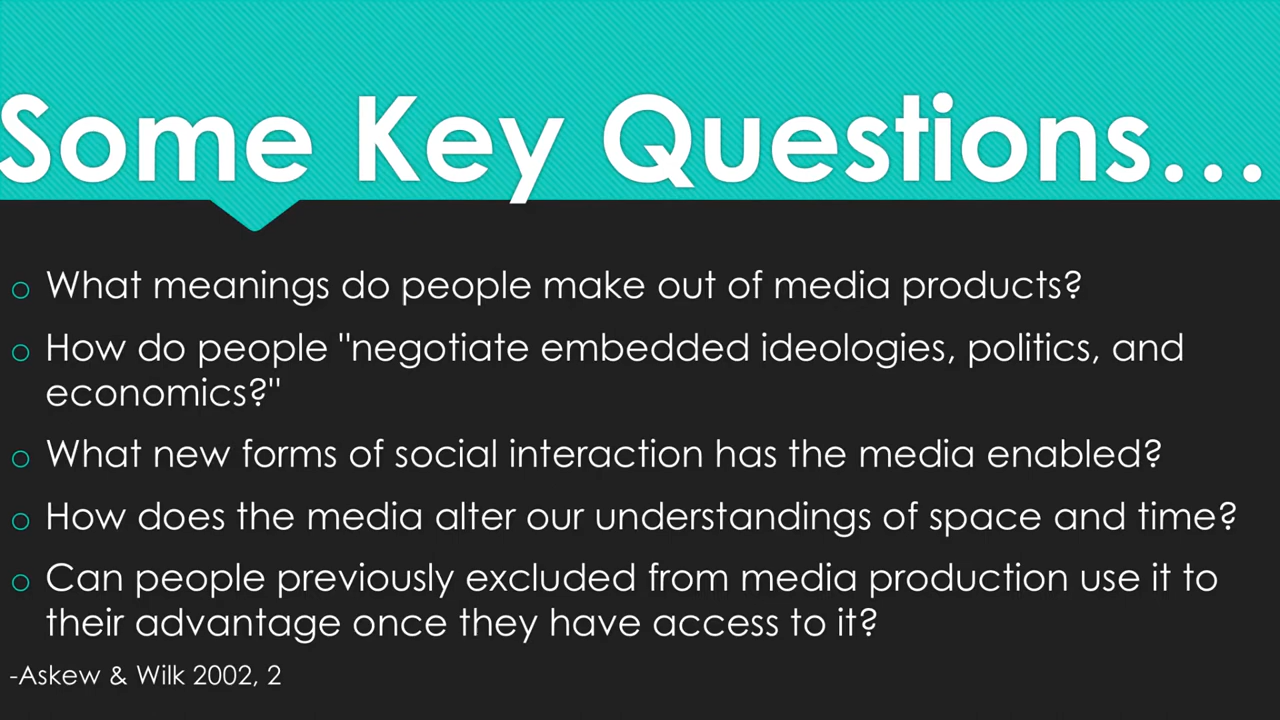 Some Key Questions...
o What meanings do people make out of media products?
o How do people "negotiate embedded ideologies, politics, and
economics?"
o What new forms of social interaction has the media enabled?
o How does the media alter our understandings of space and time?
o Can people previously excluded from media production use it to
their advantage once they have access to it?
-Askew & Wilk 2002, 2